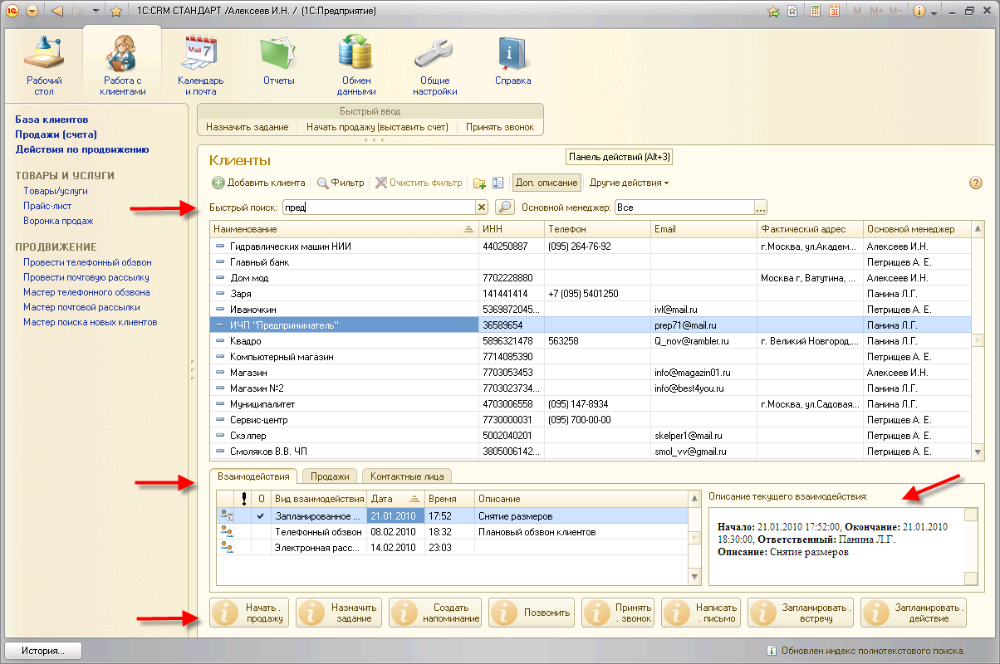 1С:CRM СТАНДАРТ /Алексеев И.Н. / (1С:Предприятие)
M M+ M-
Рабочий стол
Работа с клиентами
Май 7
Календарь и почта
Отчеты
Обмен данными
Общие настройки
Справка
База клиентов
Продажи (счета)
Действия по продвижению
ТОВАРЫ И УСЛУГИ
Товары/услуги
Прайс-лист
Воронка продаж
ПРОДВИЖЕНИЕ
Провести телефонный обзвон
Провести почтовую рассылку
Мастер телефонного обзвона
Мастер почтовой рассылки
Мастер поиска новых клиентов
Быстрый ввод
Назначить задание Начать продажу (выставить счет) Принять звонок
Клиенты
Панель действий (Alt+3)
Добавить клиента Фильтр Очистить фильтр Доп. описание Другие действия
Быстрый поиск: пред Основной менеджер: Все ...
Наименование ИНН Телефон Email Фактический адрес Основной менеджер
Гидравлических машин НИИ 440250887 (095) 264-76-92 г.Москва, ул.Академ... Алексеев И.Н.
Главный банк Петрищев А. Е.
Дом мод 7702228880 Москва г, Ватутина, ... Алексеев И.Н.
Заря 141441414 +7 (095) 5401250 Панина Л.Г.
Иваночкин 5369872045... ivl@mail.ru Петрищев А. Е.
ИЧП "Предприниматель" 36589654 prep71@mail.ru Панина Л.Г.
Квадро 5896321478 563258 Q_nov@rambler.ru г. Великий Новгород,... Панина Л.Г.
Компьютерный магазин 7714085390 Петрищев А. Е.
Магазин 7703053453 info@magazin01.ru Алексеев И.Н.
Магазин №2 7703023734... info@best4you.ru Панина Л.Г.
Муниципалитет 4703006558 (095) 147-8934 г.Москва, ул.Садовая... Панина Л.Г.
Сервис-центр 7730000031 (095) 700-00-00 Петрищев А. Е.
Скэлпер 5002040201 skelper1@mail.ru Петрищев А. Е.
Смоляков В.В. ЧП 3805006142... smol_vv@gmail.ru Петрищев А. Е.
Взаимодействия Продажи Контактные лица
! О Вид взаимодействия Дата Время Описание
Запланированное ... 21.01.2010 17:52 Снятие размеров
Телефонный обзвон 08.02.2010 18:32 Плановый обзвон клиентов
Электронная расс... 14.02.2010 23:03
Описание текущего взаимодействия:
Начало: 21.01.2010 17:52:00, Окончание: 21.01.2010
18:30:00, Ответственный: Панина Л.Г.
Описание: Снятие размеров
Начать . продажу
Назначить задание
Создать напоминание
Позвонить
Принять . звонок
Написать . письмо
Запланировать . встречу
Запланировать . действие
История...
Обновлен индекс полнотекстового поиска.